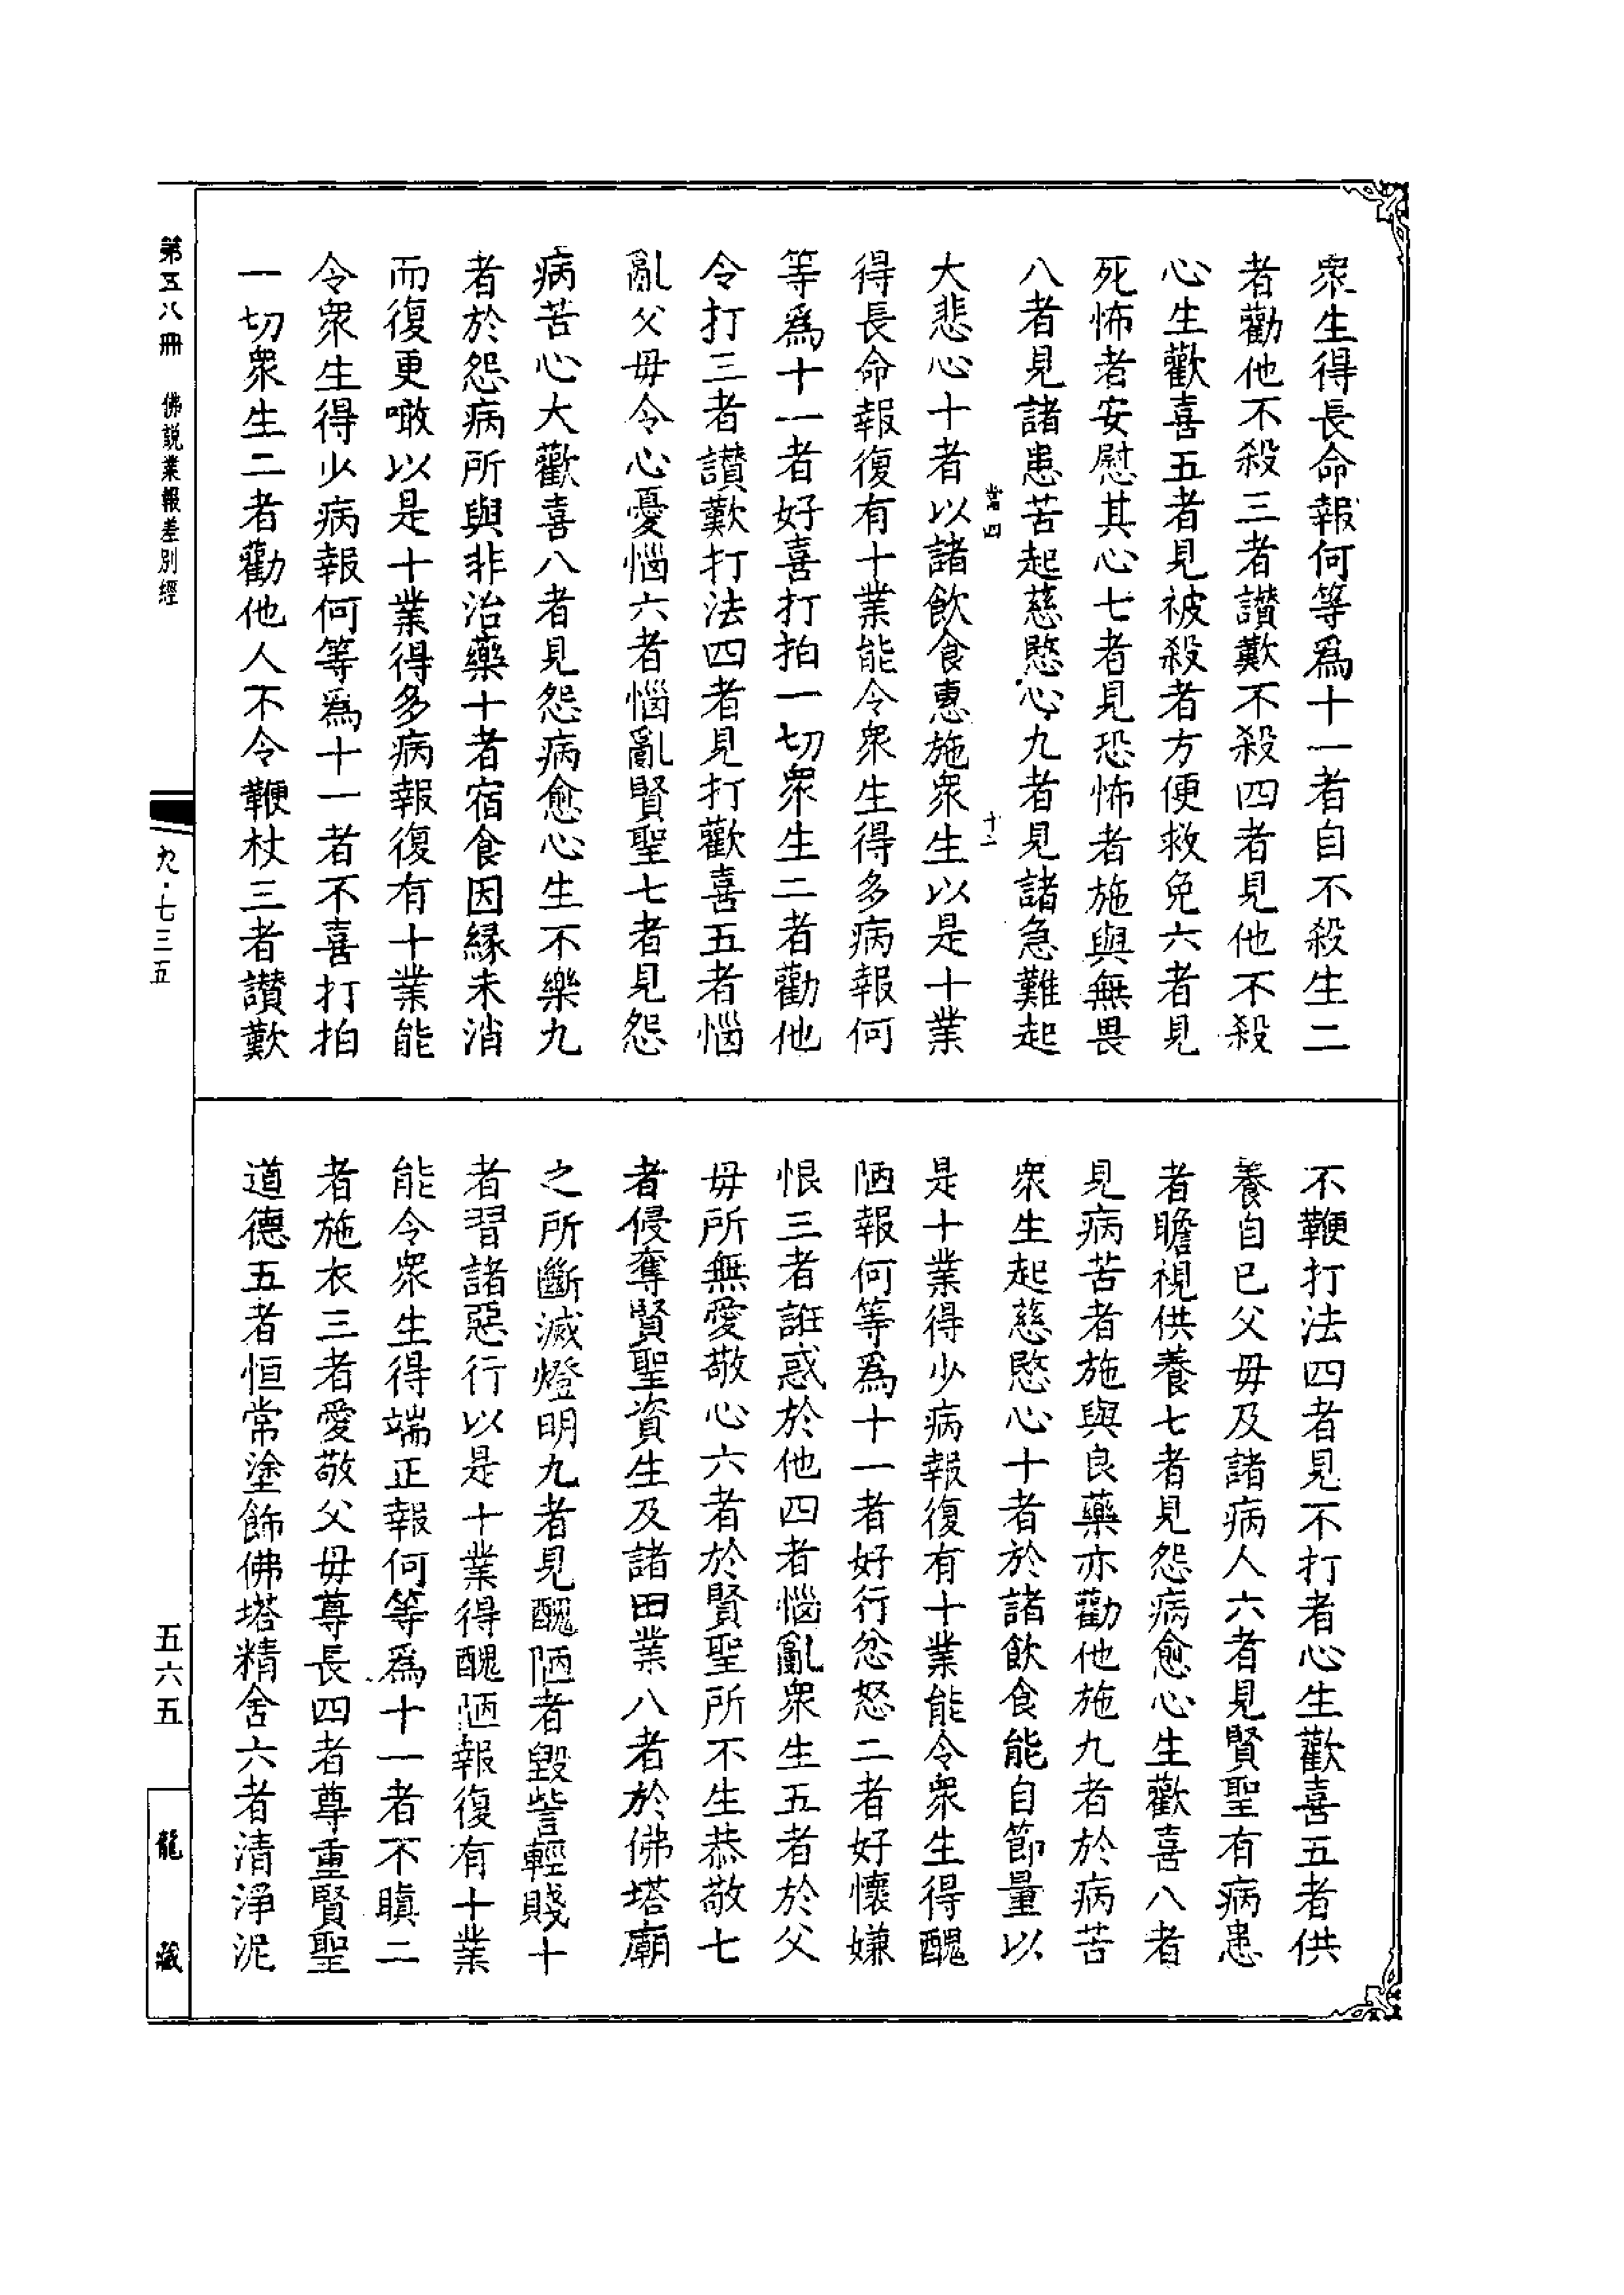 眾生得長命報何等爲十一者自不殺生二
者勸他不殺三者讃歎不殺四者見他不殺
心生歡喜五者見被殺者方便救免六者見
死怖者安慰其心七者見恐怖者施與無畏
八者見諸患苦起慈愍心九者見諸急難起
當四
十二
大悲心十者以諸飲食惠施眾生以是十業
得長命報復有十業能令眾生得多病報何
等爲十一者好喜打拍一切眾生二者勸他
令打三者讃歎打法四者見打歡喜五者惱
亂父母令心憂惱六者惱亂賢聖七者見怨
病苦心大歡喜八者見怨病愈心生不樂九
者於怨病所與非治藥十者宿食因緣未消
而復更噉以是十業得多病報復有十業能
令眾生得少病報何等爲十一者不喜打拍
一切眾生二者勸他人不令鞭杖三者讃歎
不鞭打法四者見不打者心生歡喜五者供
養自已父母及諸病人六者見賢聖有病患
者瞻視供養七者見怨病愈心生歡喜八者
見病苦者施與良藥亦勸他施九者於病苦
眾生起慈愍心十者於諸飲食能自節量以
是十業得少病報復有十業能令眾生得醜
陋報何等爲十一者好行忿怒二者好懷嫌
恨三者誑惑於他四者惱亂眾生五者於父
母所無愛敬心六者於賢聖所不生恭敬七
者侵奪賢聖資生及諸田業八者於佛塔廟
之所斷滅燈明九者見醜陋者毀訾輕賤十
者習諸惡行以是十業得醜陋報復有十業
能令眾生得端正報何等爲十一者不瞋二
者施衣三者愛敬父母尊長四者尊重賢聖
道德五者恒常塗飾佛塔精舍六者清淨泥
第五八冊 佛說業報差別經
九·七三五
五六五
龍藏